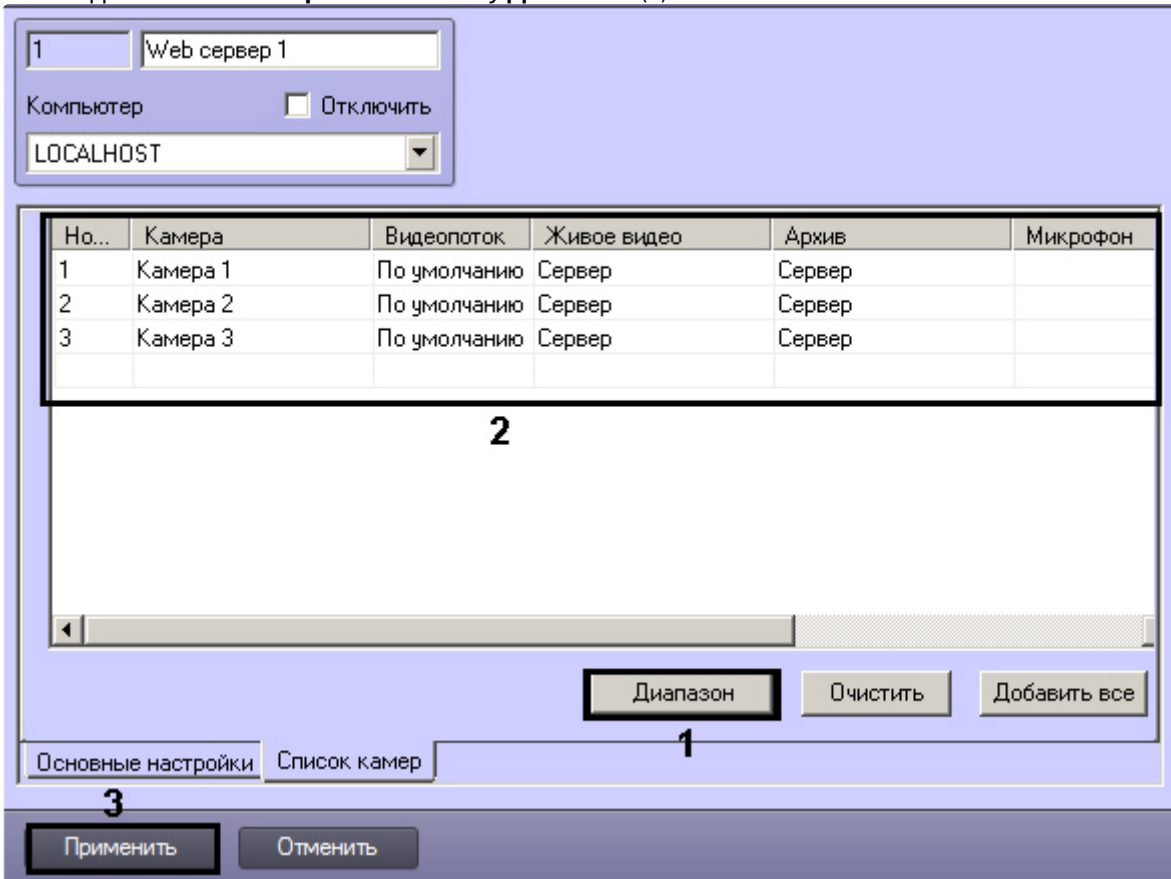 1 Web сервер 1
Компьютер Отключить
LOCALHOST
Но... Камера Видеопоток Живое видео Архив Микрофон
1 Камера 1 По умолчанию Сервер Сервер
2 Камера 2 По умолчанию Сервер Сервер
3 Камера 3 По умолчанию Сервер Сервер
2
Диапазон Очистить Добавить все
1
Основные настройки Список камер
3
Применить Отменить